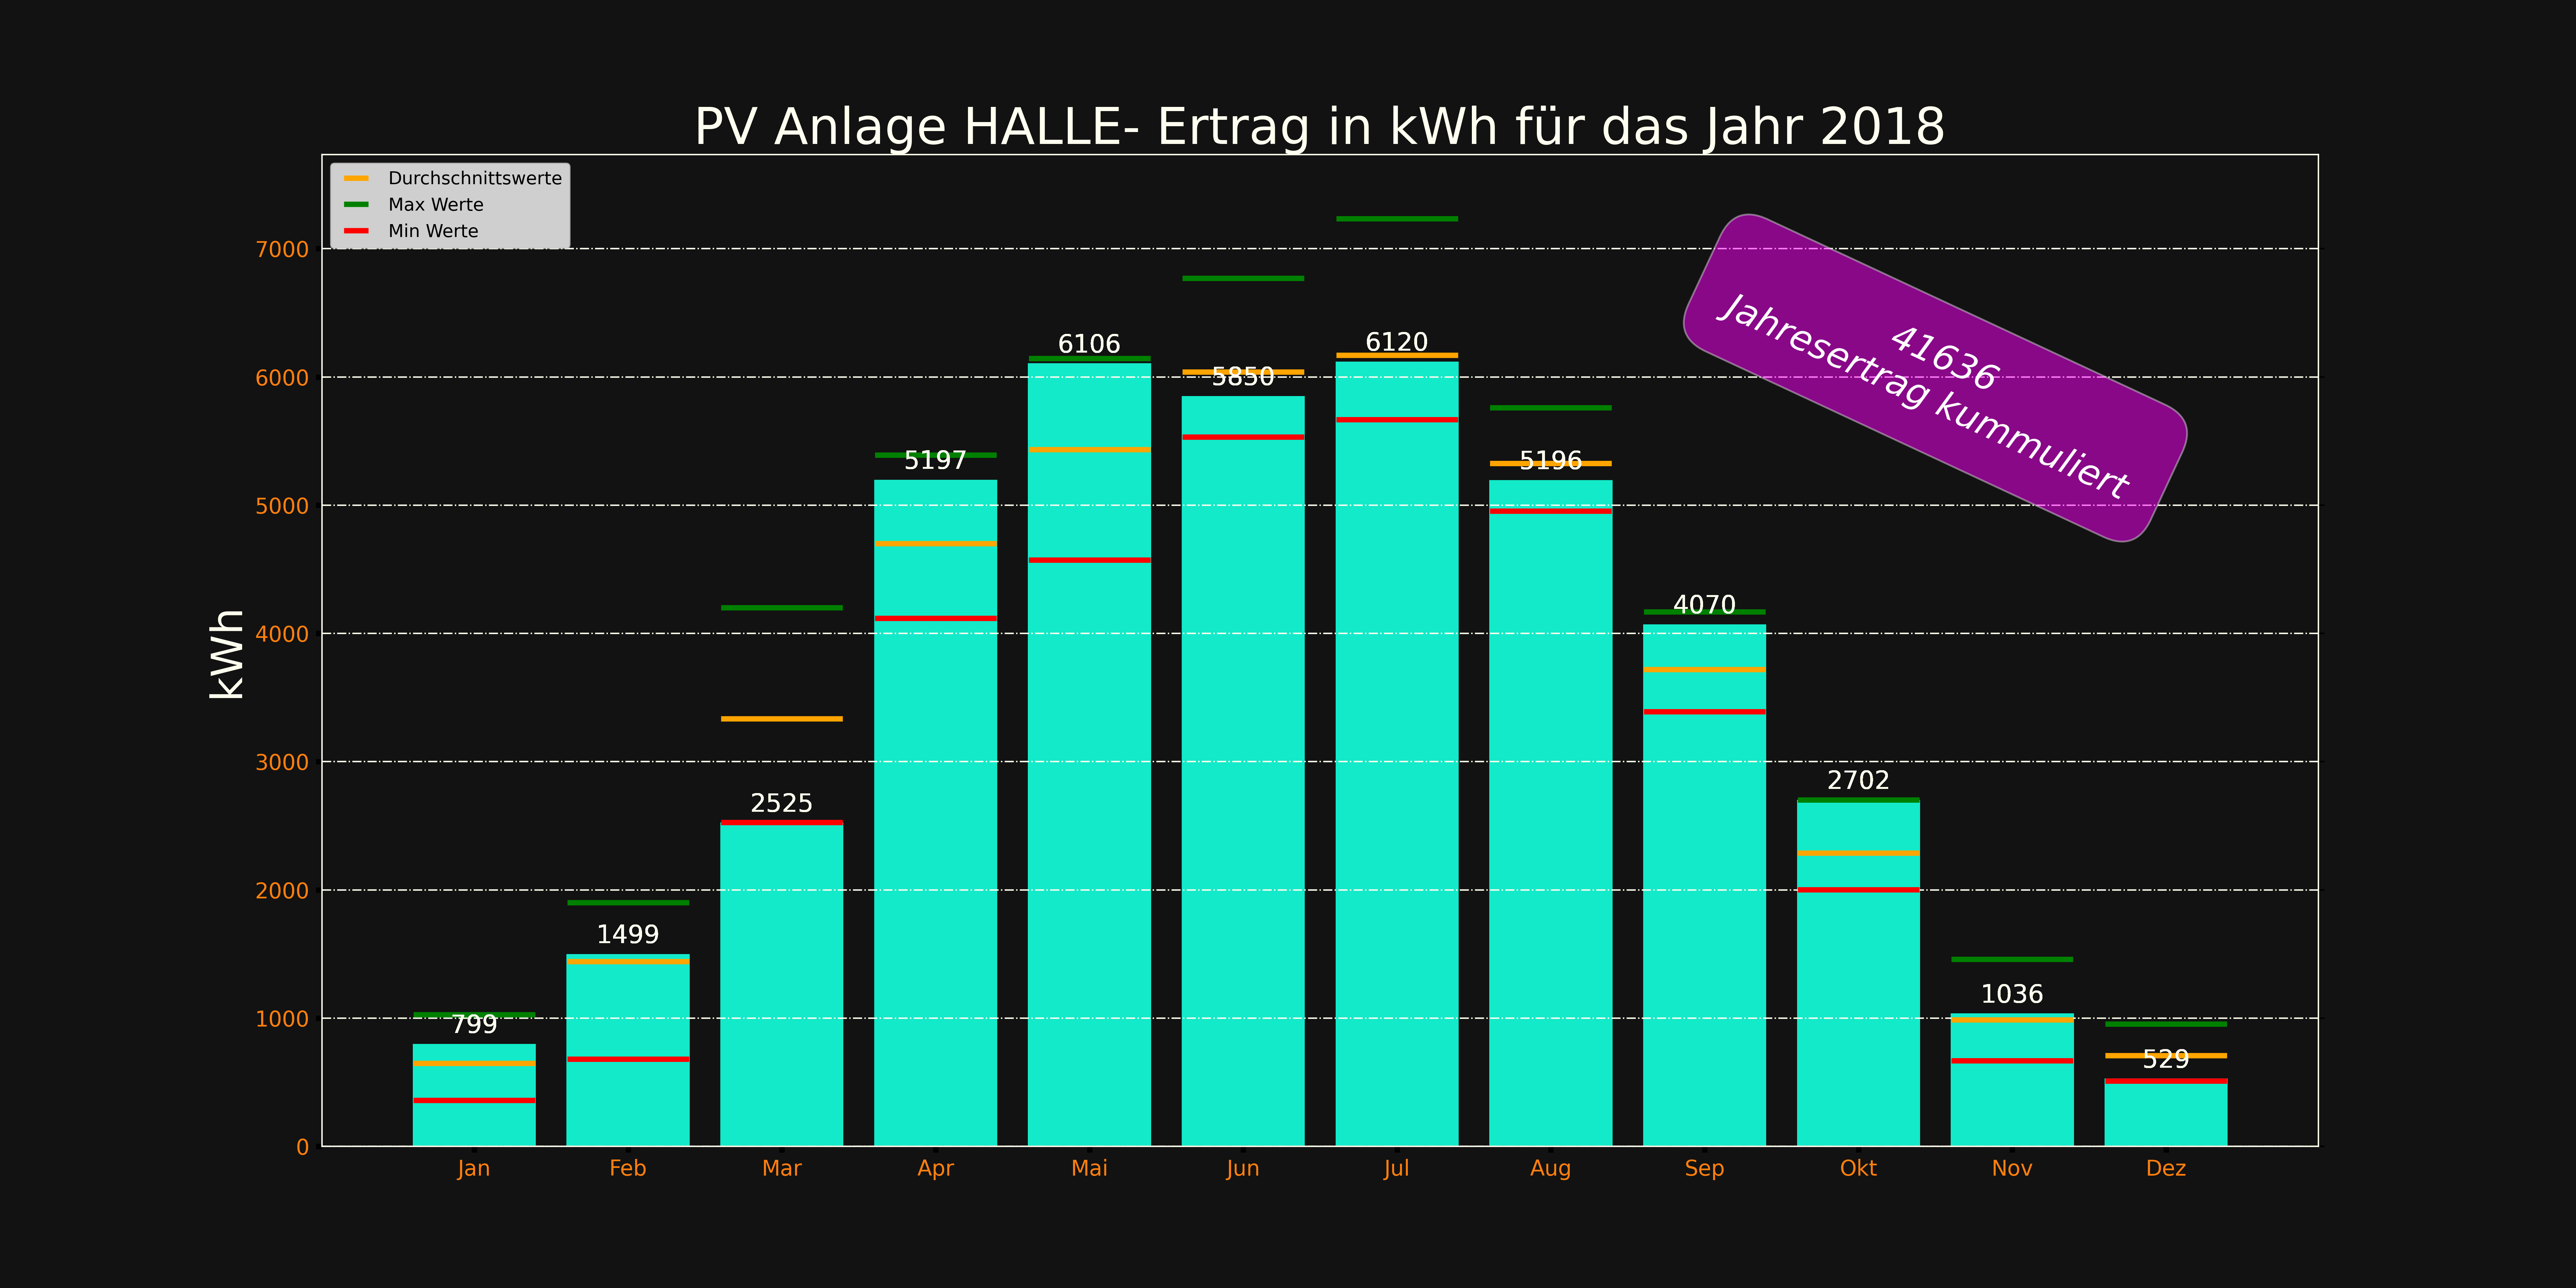 PV Anlage HALLE- Ertrag in kWh für das Jahr 2018
Durchschnittswerte
Max Werte
Min Werte
kWh
7000
6000
5000
4000
3000
2000
1000
0
799
1499
2525
5197
6106
5850
6120
5196
4070
2702
1036
529
41636
Jahresertrag kummuliert
Jan
Feb
Mar
Apr
Mai
Jun
Jul
Aug
Sep
Okt
Nov
Dez